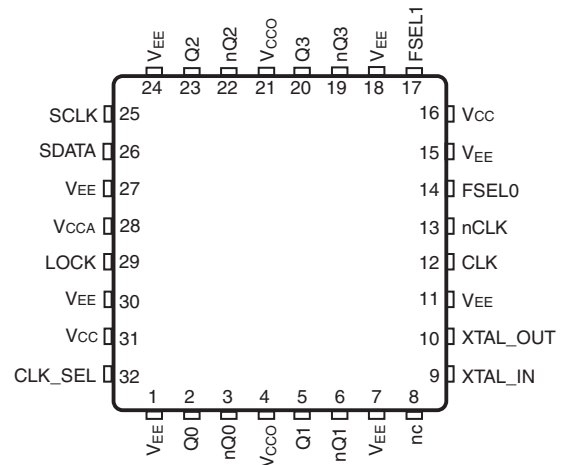 VEE Q2 nQ2 VCCO Q3 nQ3 VEE FSEL1
24 23 22 21 20 19 18 17
SCLK 25 16 VCC
SDATA 26 15 VEE
VEE 27 14 FSEL0
VCCA 28 13 nCLK
LOCK 29 12 CLK
VEE 30 11 VEE
VCC 31 10 XTAL_OUT
CLK_SEL 32 9 XTAL_IN
1 2 3 4 5 6 7 8
VEE Q0 nQ0 VCCO Q1 nQ1 VEE nc